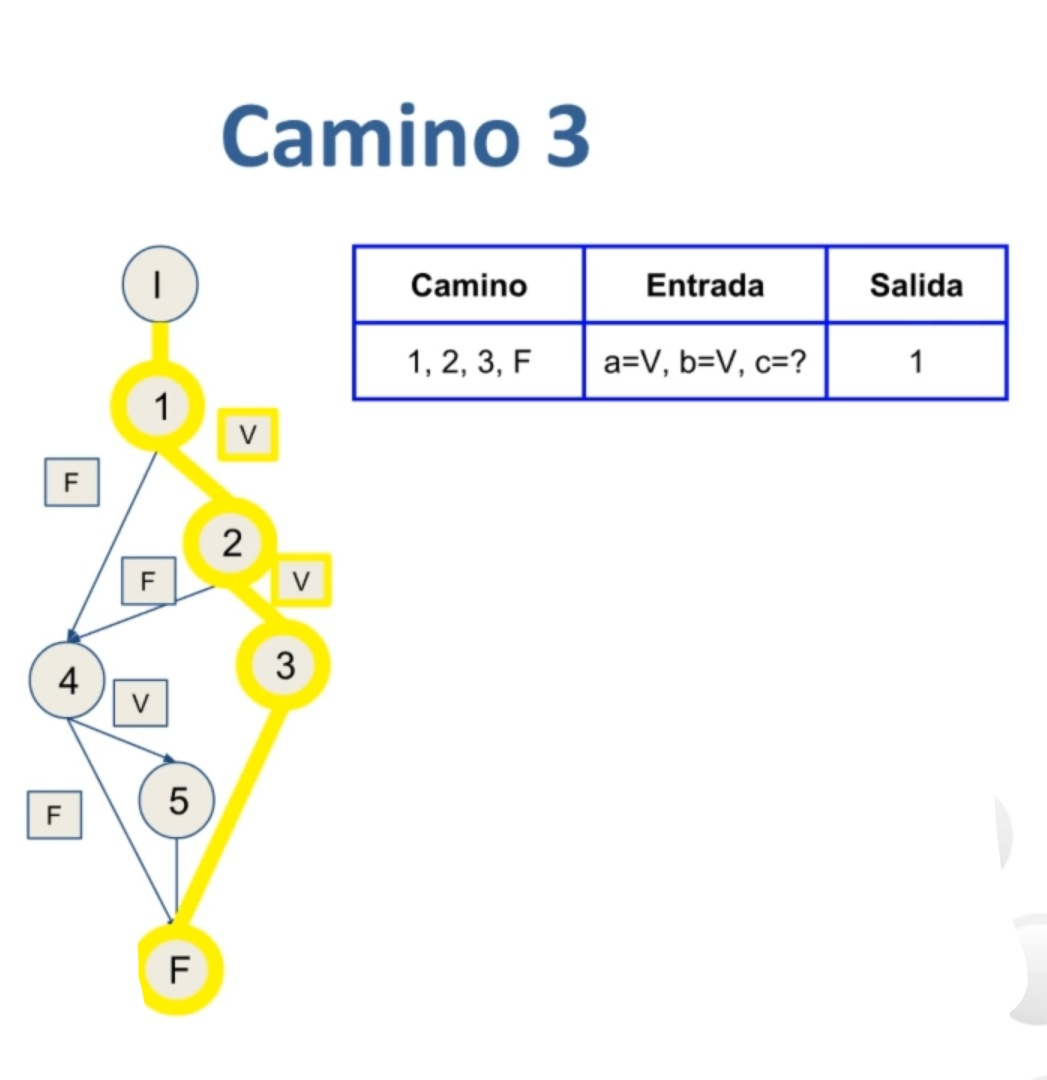 Camino 3
I
Camino Entrada Salida
1, 2, 3, F a=V, b=V, c=? 1
1
V
F
2
F
V
3
4
V
5
F
F